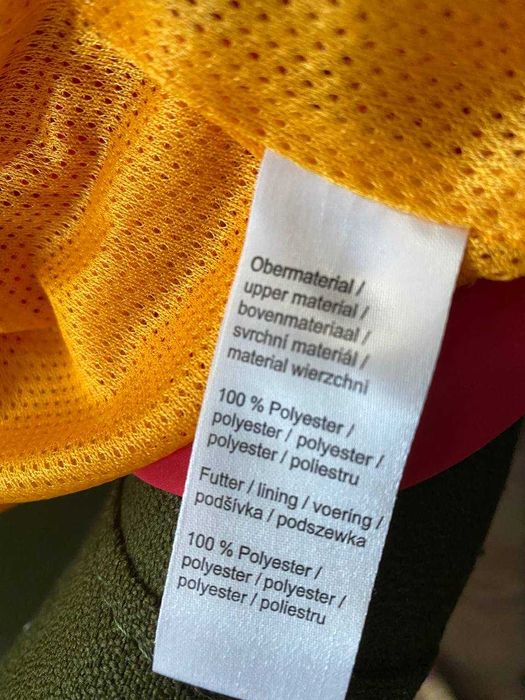 Obermaterial /
upper material /
bovenmateriaal /
svrchní materiál /
material wierzchni
100 % Polyester /
polyester / polyester /
polyester / poliestru
Futter / lining / voering /
podšívka / podszewka
100 % Polyester /
polyester / polyester /
polyester / poliestru